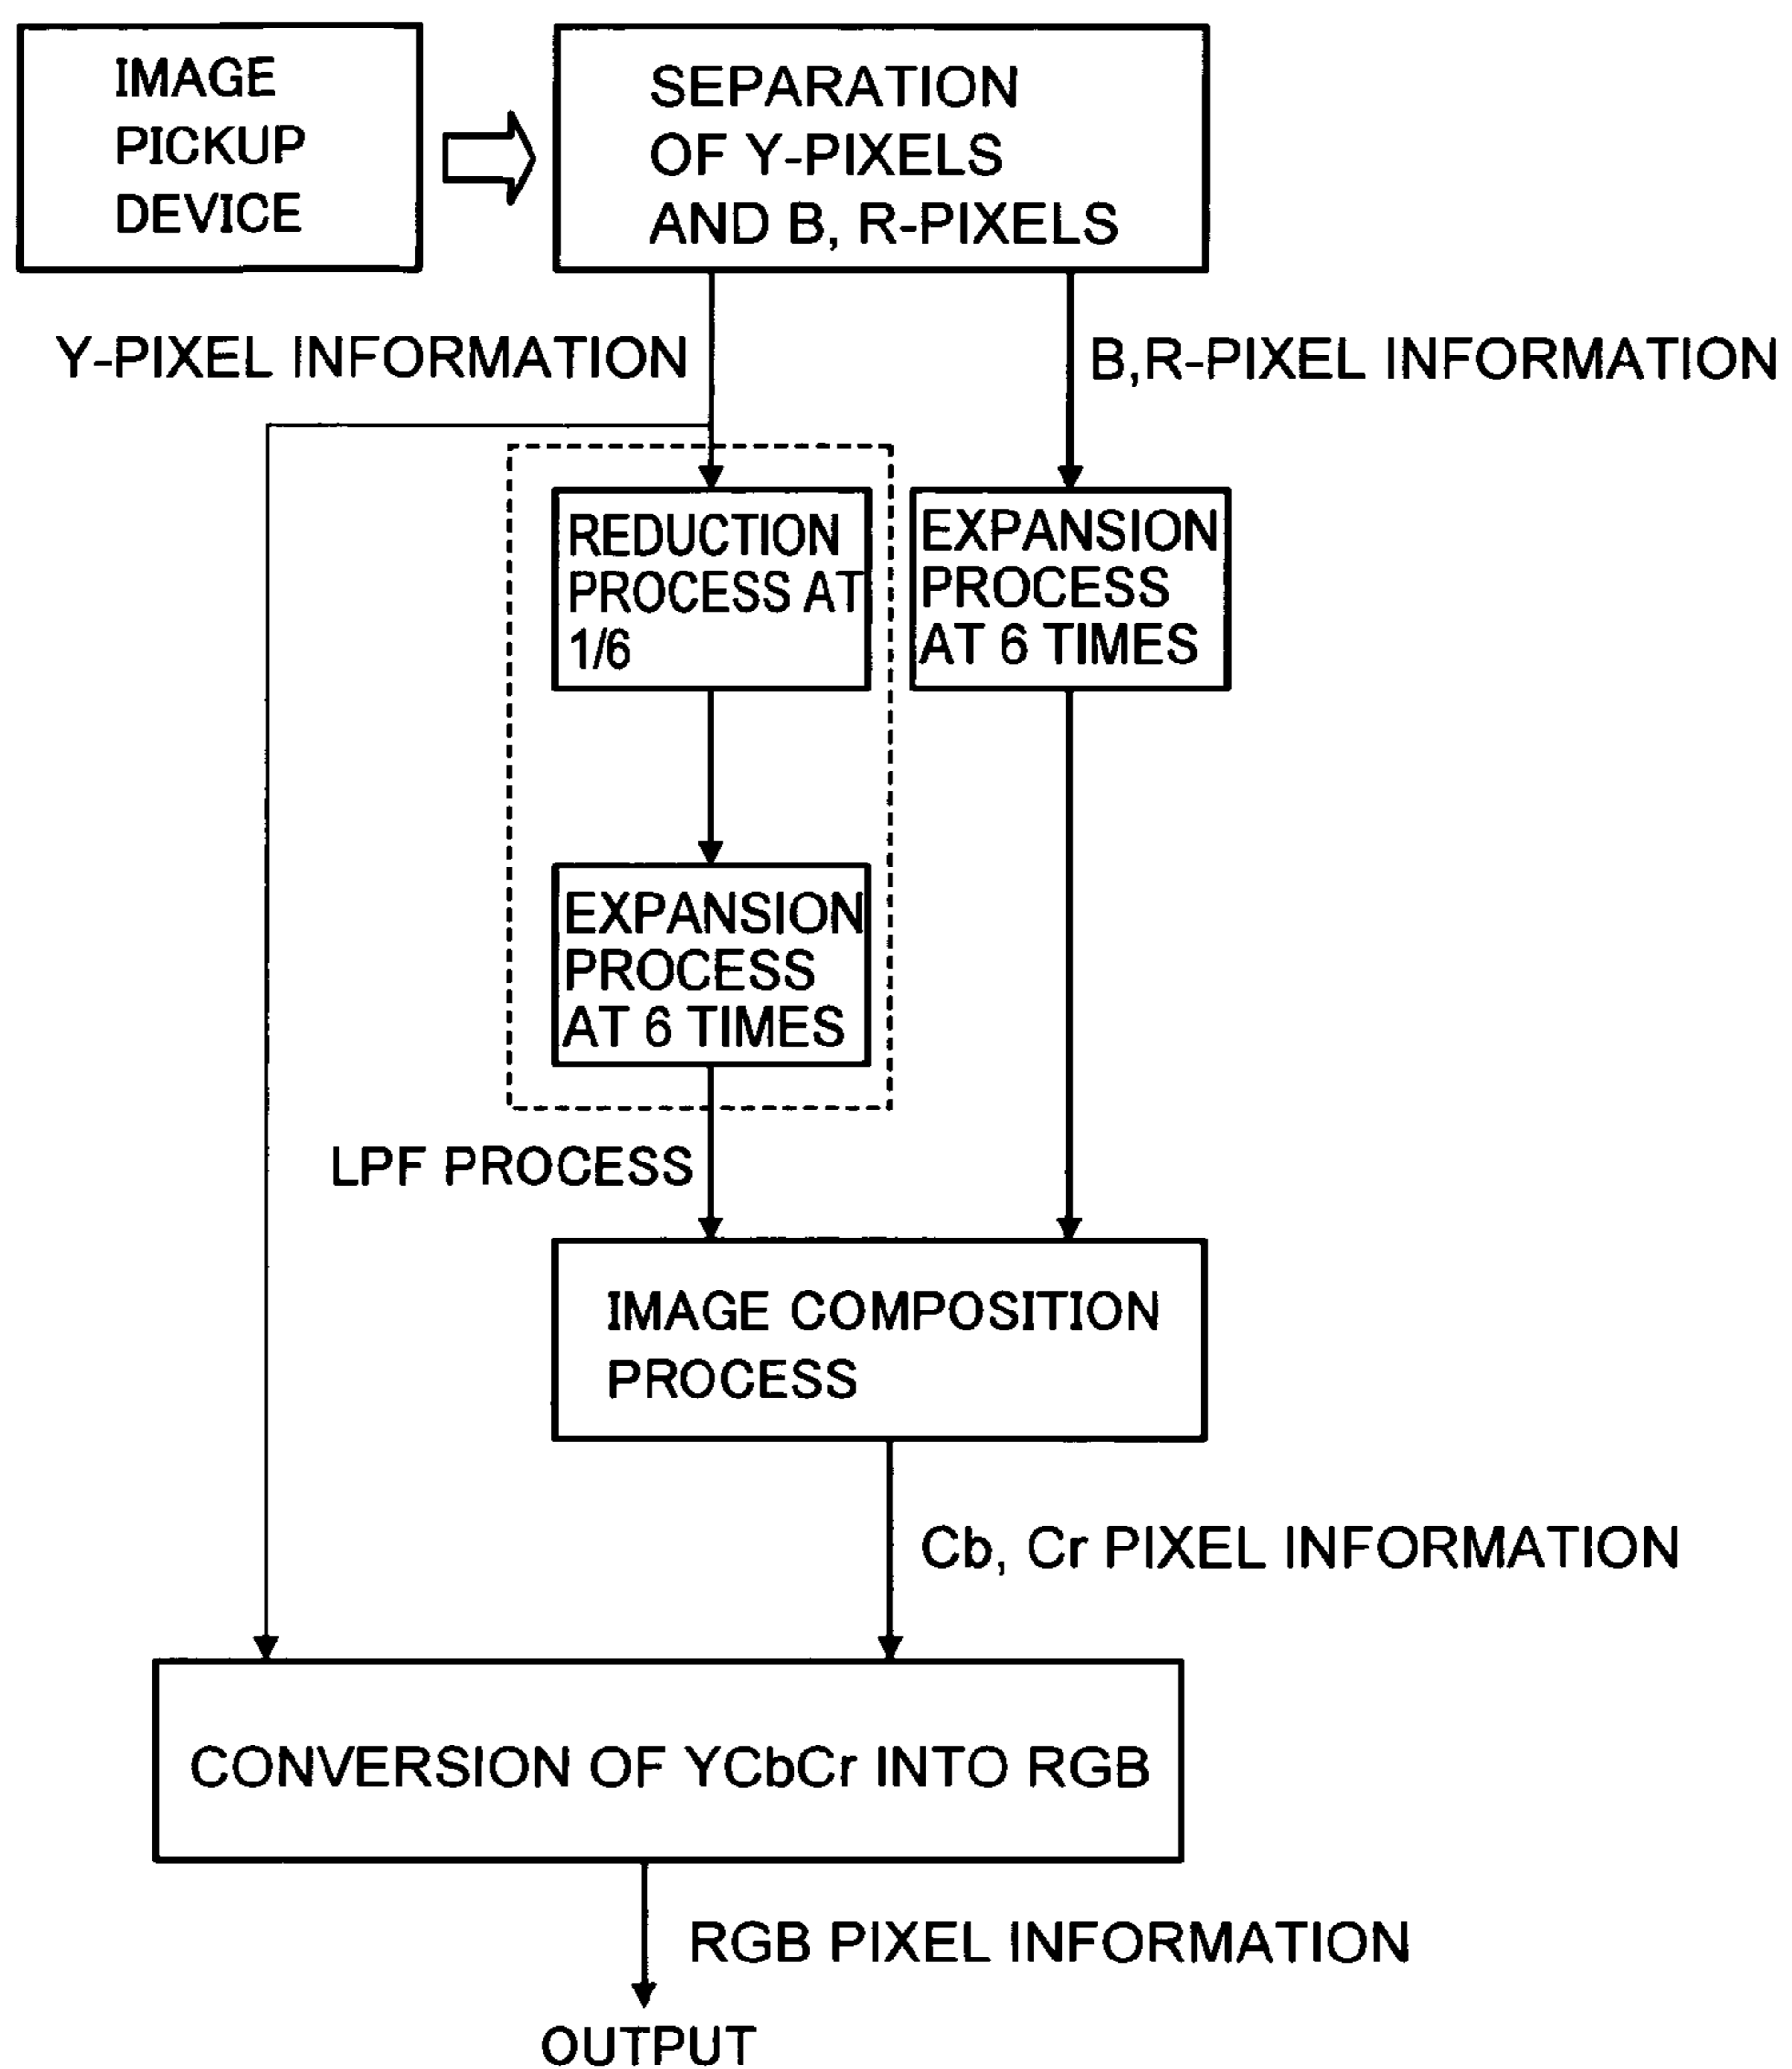 IMAGE
PICKUP
DEVICE
SEPARATION
OF Y-PIXELS
AND B, R-PIXELS
Y-PIXEL INFORMATION
B,R-PIXEL INFORMATION
REDUCTION
PROCESS AT
1/6
EXPANSION
PROCESS
AT 6 TIMES
EXPANSION
PROCESS
AT 6 TIMES
LPF PROCESS
IMAGE COMPOSITION
PROCESS
Cb, Cr PIXEL INFORMATION
CONVERSION OF YCbCr INTO RGB
RGB PIXEL INFORMATION
OUTPUT